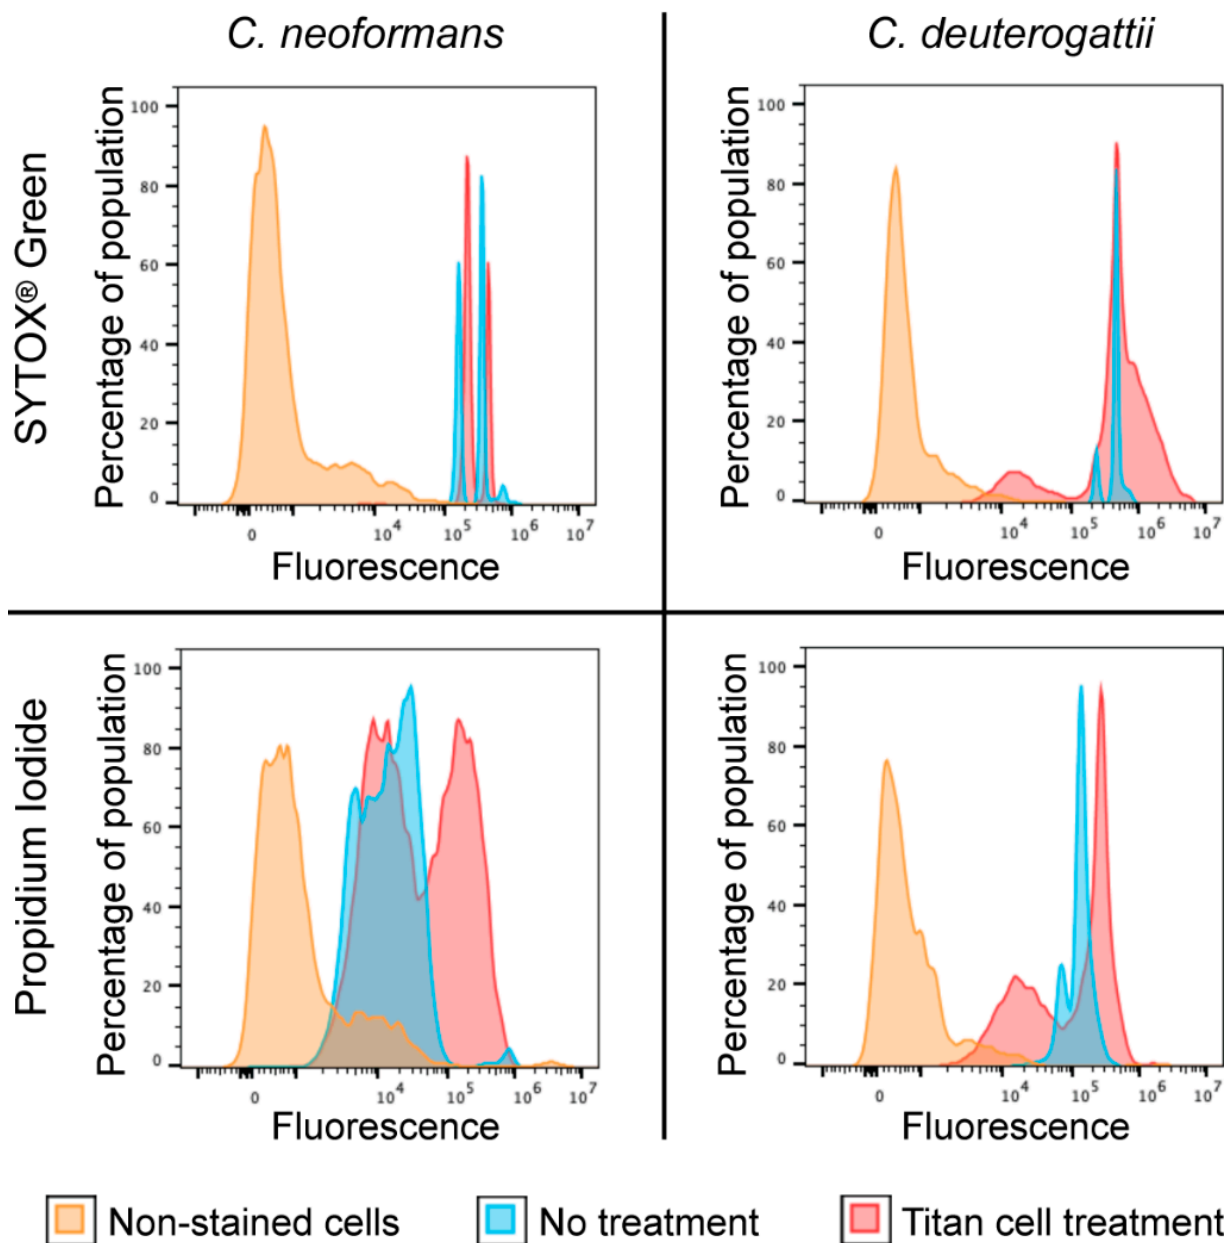 C. neoformans
C. deuterogattii
SYTOX® Green
Percentage of population
100
80
60
40
20
0
0 10⁴ 10⁵ 10⁶ 10⁷
Fluorescence
Percentage of population
100
80
60
40
20
0
0 10⁴ 10⁵ 10⁶ 10⁷
Fluorescence
Propidium Iodide
Percentage of population
100
80
60
40
20
0
0 10⁴ 10⁵ 10⁶ 10⁷
Fluorescence
Percentage of population
100
80
60
40
20
0
0 10⁴ 10⁵ 10⁶ 10⁷
Fluorescence
Non-stained cells
No treatment
Titan cell treatment